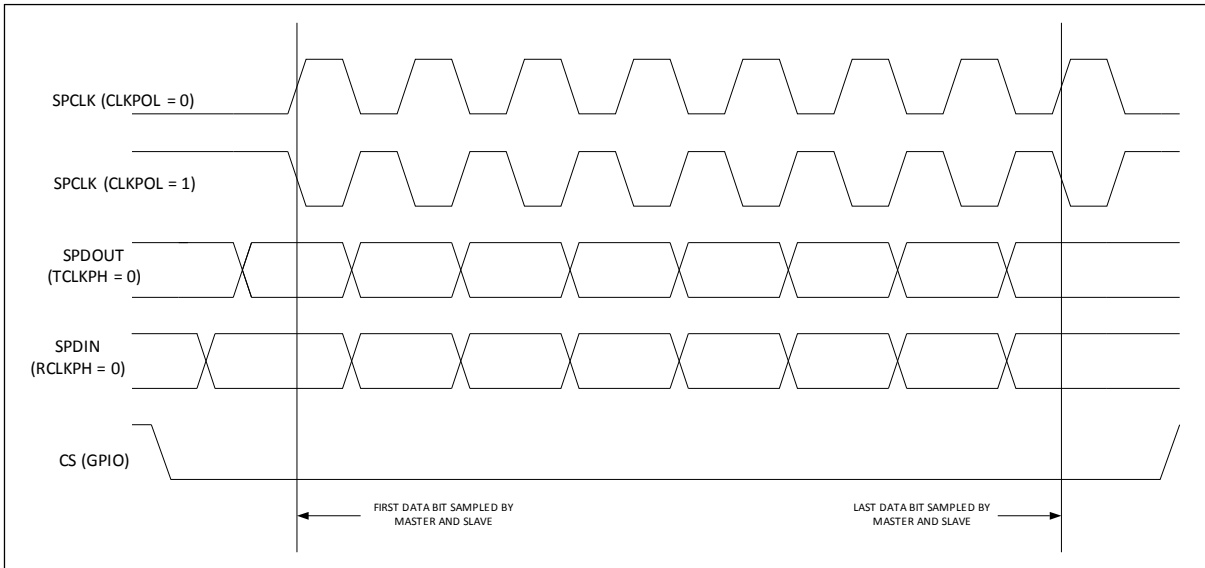 SPCLK (CLKPOL = 0)
SPCLK (CLKPOL = 1)
SPDOUT
(TCLKPH = 0)
SPDIN
(RCLKPH = 0)
CS (GPIO)
FIRST DATA BIT SAMPLED BY
MASTER AND SLAVE
LAST DATA BIT SAMPLED BY
MASTER AND SLAVE